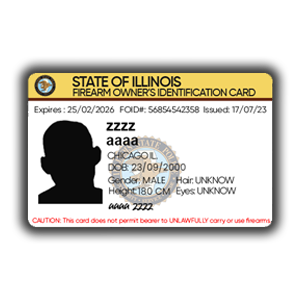 STATE OF ILLINOIS
FIREARM OWNER'S IDENTIFICATION CARD
Expires : 25/02/2026 FOID#: 56854542358 Issued: 17/07/23
zzzz
aaaa
CHICAGO IL,
DOB: 23/09/2000
Gender: MALE Hair: UNKNOW
Height: 180 CM Eyes: UNKNOW
aaaa zzzz
CAUTION: This card does not permit bearer to UNLAWFULLY carry or use firearms